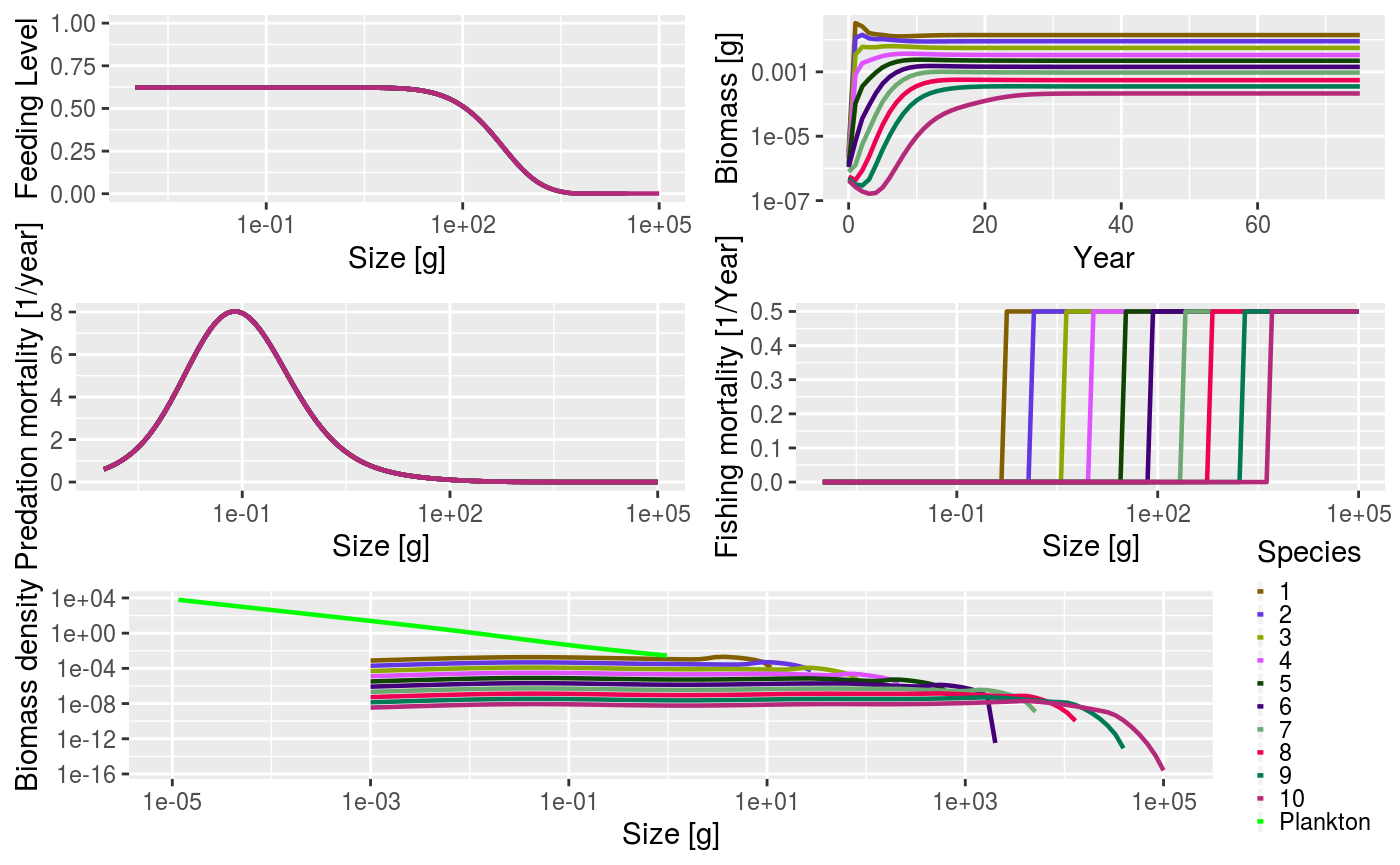 Feeding Level
1.00
0.75
0.50
0.25
0.00
1e-01
1e+02
1e+05
Size [g]
Biomass [g]
0.001
1e-05
1e-07
0
20
40
60
Year
Predation mortality [1/year]
8
6
4
2
0
1e-01
1e+02
1e+05
Size [g]
Fishing mortality [1/Year]
0.5
0.4
0.3
0.2
0.1
0.0
1e-01
1e+02
1e+05
Size [g]
Biomass density
1e+04
1e+00
1e-04
1e-08
1e-12
1e-16
1e-05
1e-03
1e-01
1e+01
1e+03
1e+05
Size [g]
Species
1
2
3
4
5
6
7
8
9
10
Plankton